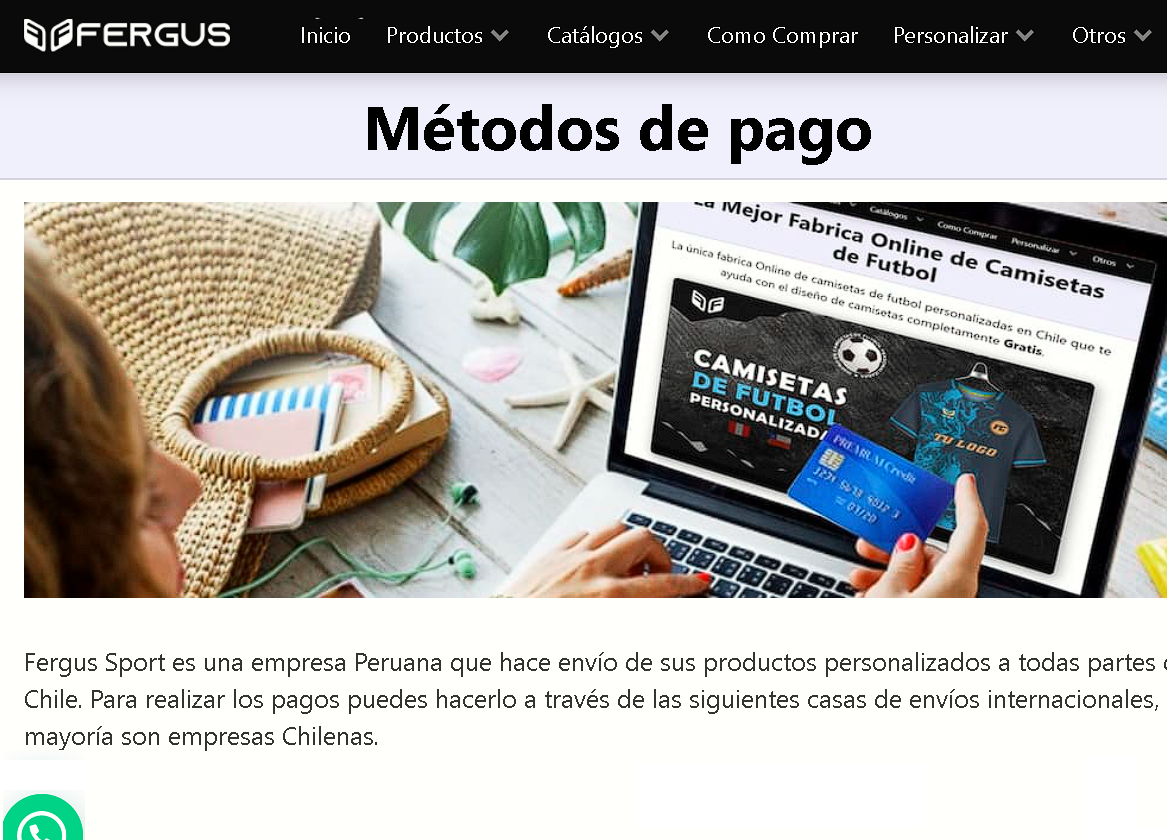 FERGUS
Inicio Productos Catálogos Como Comprar Personalizar Otros
Métodos de pago
Catálogos Como Comprar Personalizar Otros
La Mejor Fabrica Online de Camisetas
de Futbol
La única fabrica Online de camisetas de futbol personalizadas en Chile que te
ayuda con el diseño de camisetas completamente Gratis.
CAMISETAS
DE FUTBOL
PERSONALIZADA
TU LOGO
PREMIUM Credit
Fergus Sport es una empresa Peruana que hace envío de sus productos personalizados a todas partes
Chile. Para realizar los pagos puedes hacerlo a través de las siguientes casas de envíos internacionales,
mayoría son empresas Chilenas.